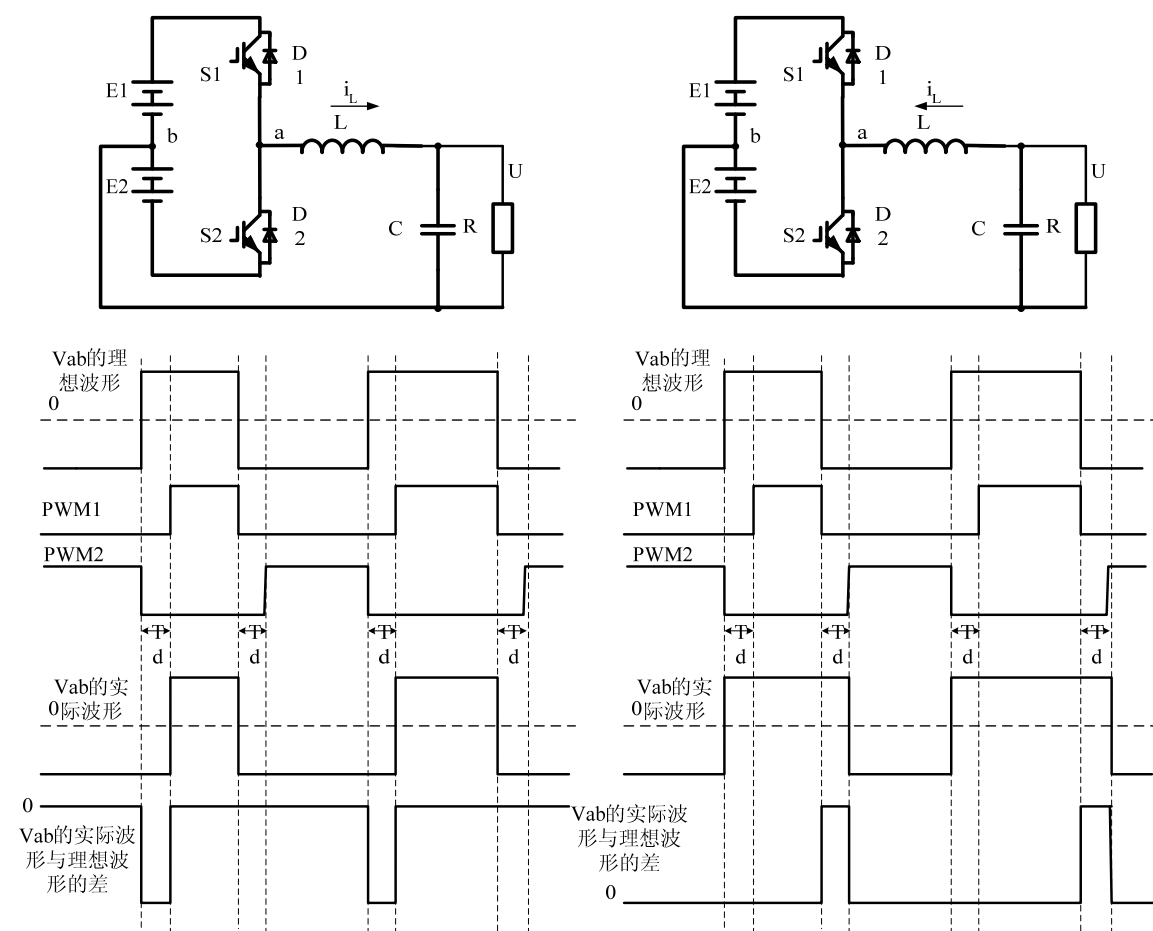 D
1
S1
iL
E1
L
b
a
E2
U
D
2
S2
C
R
D
1
S1
iL
E1
L
b
a
E2
U
D
2
S2
C
R
Vab的理
想波形
0
PWM1
PWM2
T
d
T
d
T
d
T
d
Vab的实
0际波形
0
Vab的实际波
形与理想波
形的差
Vab的理
想波形
0
PWM1
PWM2
T
d
T
d
T
d
T
d
Vab的实
0际波形
Vab的实际波
形与理想波
形的差
0